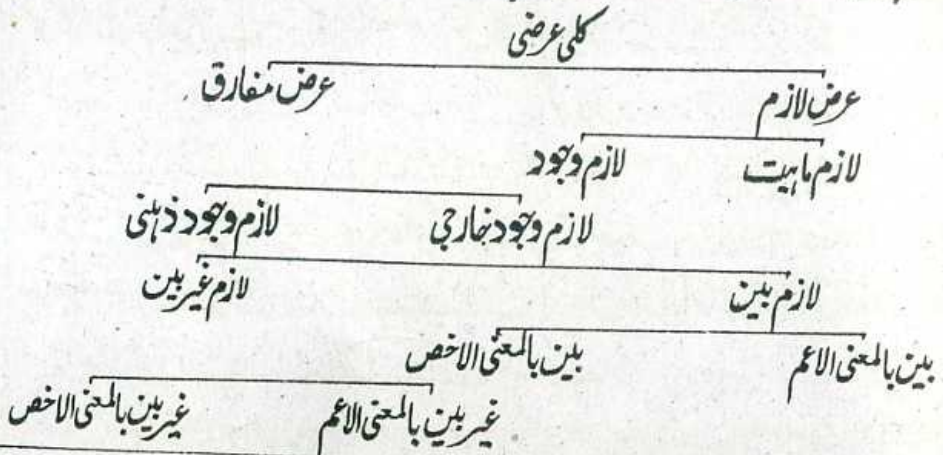 کلی عرضی
عرض لازم عرض مفارق
لازم ماہیت لازم وجود
لازم وجود خارجی لازم وجود ذہنی
لازم بین لازم غیر بین
بین بالمعنی الاعم بین بالمعنی الاخص
غیر بین بالمعنی الاعم غیر بین بالمعنی الاخص